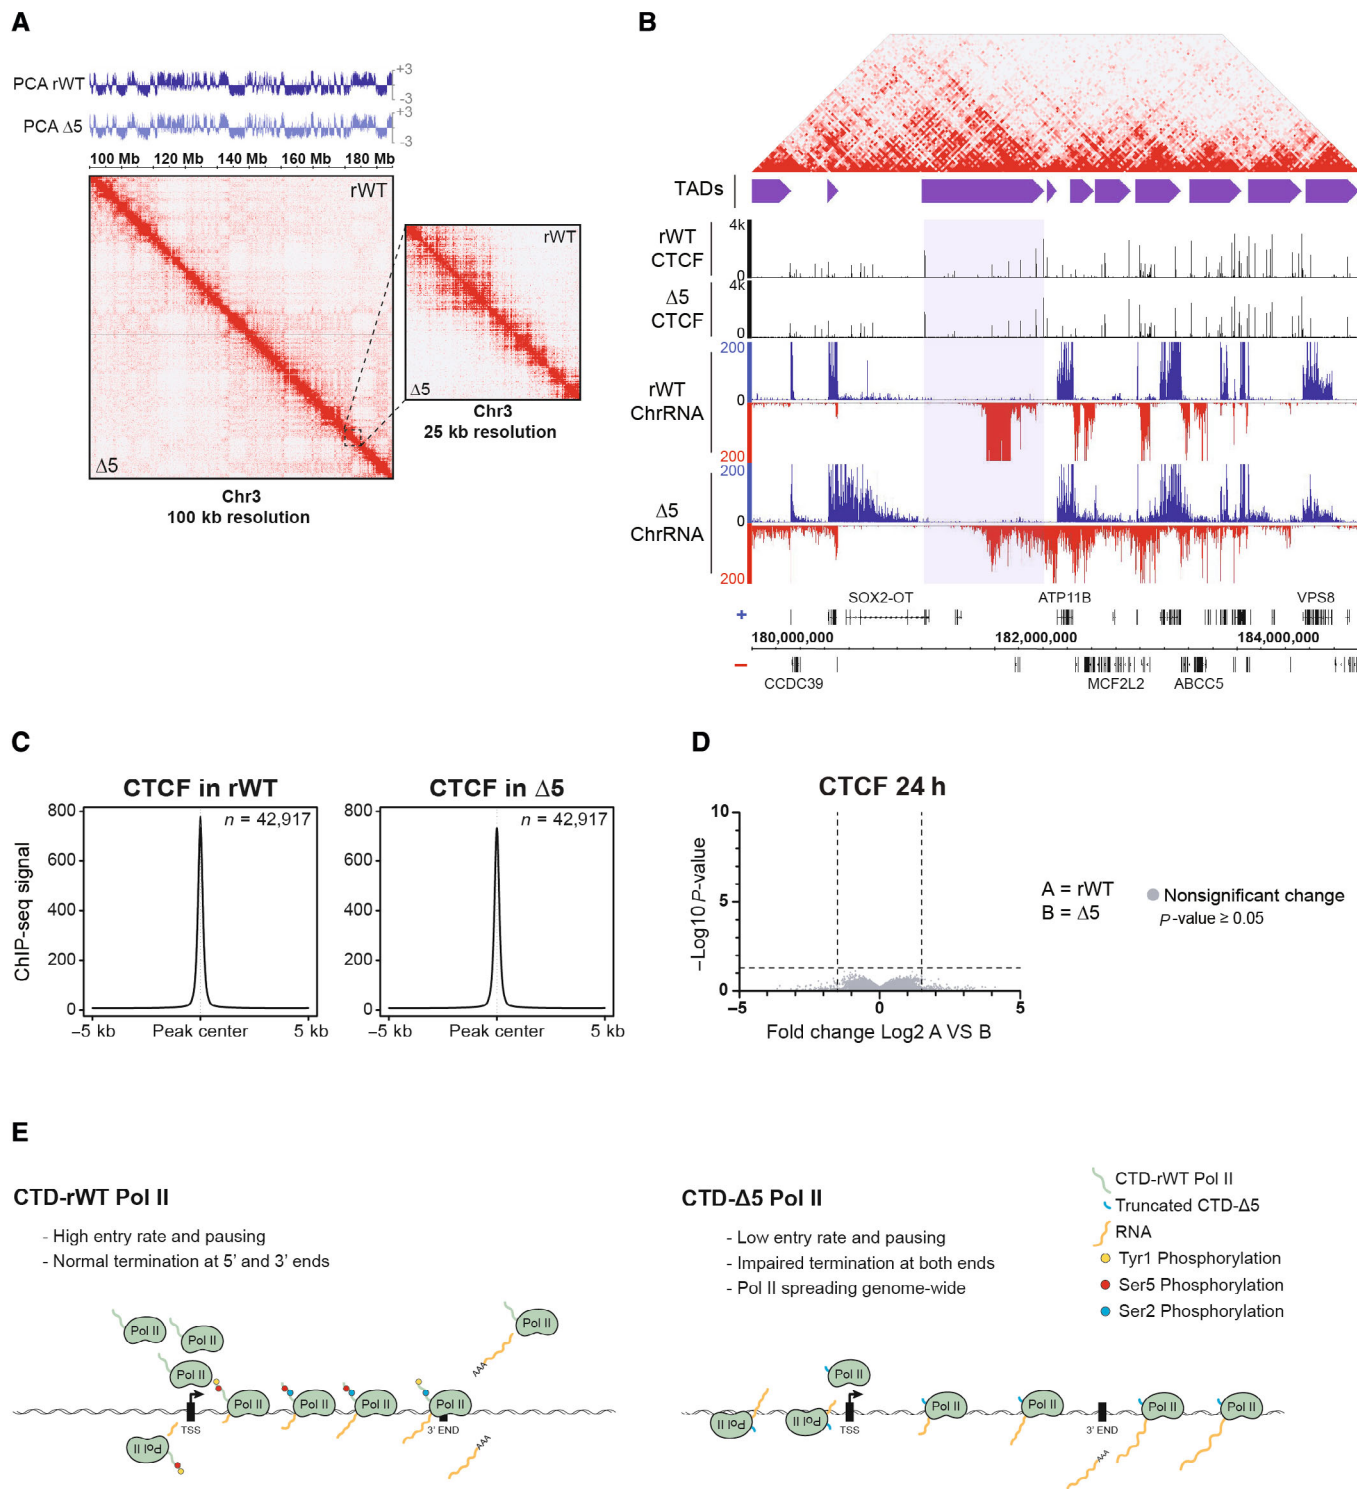 A
PCA rWT
+3
-3
PCA Δ5
+3
-3
100 Mb 120 Mb 140 Mb 160 Mb 180 Mb
rWT
Δ5
Chr3
100 kb resolution
rWT
Δ5
Chr3
25 kb resolution
B
TADs
rWT
CTCF
4k
0
Δ5
CTCF
4k
0
rWT
ChrRNA
200
0
200
Δ5
ChrRNA
200
0
200
SOX2-OT ATP11B VPS8
+
180,000,000 182,000,000 184,000,000
–
CCDC39 MCF2L2 ABCC5
C
CTCF in rWT
n = 42,917
ChIP-seq signal
800
600
400
200
0
–5 kb Peak center 5 kb
CTCF in Δ5
n = 42,917
800
600
400
200
0
–5 kb Peak center 5 kb
D
CTCF 24 h
–Log10 P-value
10
5
0
–5 0 5
Fold change Log2 A VS B
A = rWT
B = Δ5
Nonsignificant change
P-value ≥ 0.05
E
CTD-rWT Pol II
- High entry rate and pausing
- Normal termination at 5' and 3' ends
Pol II
Pol II
Pol II
Pol II
Pol II
Pol II
Pol II
Pol II
Pol II
AAA
TSS
3' END
AAA
CTD-Δ5 Pol II
- Low entry rate and pausing
- Impaired termination at both ends
- Pol II spreading genome-wide
CTD-rWT Pol II
Truncated CTD-Δ5
RNA
Tyr1 Phosphorylation
Ser5 Phosphorylation
Ser2 Phosphorylation
Pol II
Pol II
Pol II
Pol II
Pol II
Pol II
Pol II
TSS
3' END
AAA